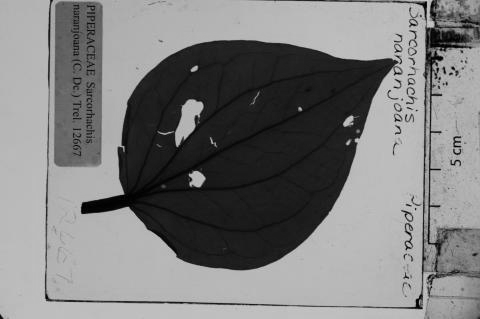 PIPERACEAE Sarcorhachis
naranjoana (C. Dc.) Trel. 12667
Sarcorhachis
naranjoana
Piperaceae
5 cm
12667